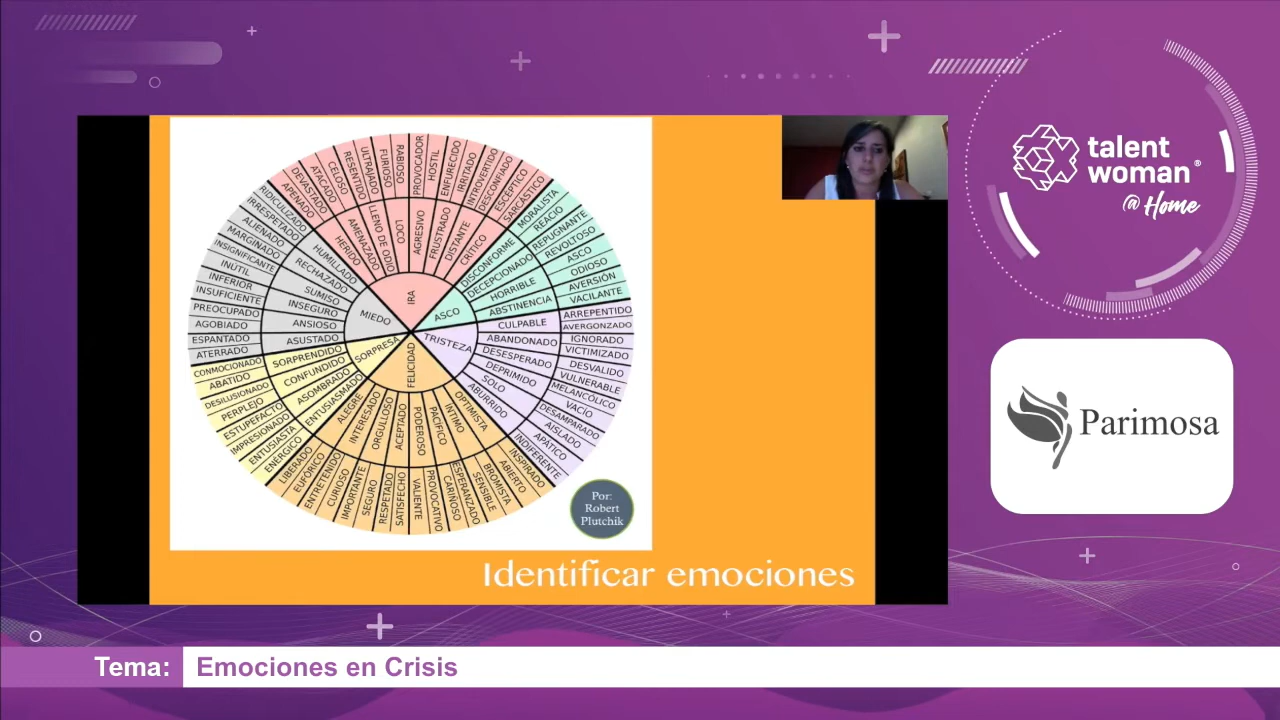 talent
woman®
@ Home
Parimosa
IRA
HERIDO
AMENAZADO
LLENO DE ODIO
LOCO
AGRESIVO
FRUSTRADO
DISTANTE
CRÍTICO
APENADO
DEVASTADO
ATACADO
CELOSO
RESENTIDO
ULTRAJADO
FURIOSO
RABIOSO
PROVOCADOR
HOSTIL
ENFURECIDO
IRRITADO
INTROVERTIDO
DESCONFIADO
ESCÉPTICO
SARCÁSTICO
ASCO
DISCONFORME
DECEPCIONADO
HORRIBLE
ABSTINENCIA
MORALISTA
REACIO
REPUGNANTE
REVOLTOSO
ASCO
ODIOSO
AVERSIÓN
VACILANTE
TRISTEZA
CULPABLE
ABANDONADO
DESESPERADO
DEPRIMIDO
SOLO
ABURRIDO
ARREPENTIDO
AVERGONZADO
IGNORADO
VICTIMIZADO
DESVALIDO
VULNERABLE
MELANCÓLICO
VACÍO
DESAMPARADO
AISLADO
APÁTICO
INDIFERENTE
FELICIDAD
OPTIMISTA
ÍNTIMO
PACÍFICO
PODEROSO
ACEPTADO
ORGULLOSO
INTERESADO
ALEGRE
INSPIRADO
ABIERTO
BROMISTA
SENSIBLE
ESPERANZADO
CARIÑOSO
PROVOCATIVO
VALIENTE
SATISFECHO
RESPETADO
SEGURO
IMPORTANTE
CURIOSO
ENTRETENIDO
EUFÓRICO
LIBERADO
SORPRESA
ENTUSIASMADO
ASOMBRADO
CONFUNDIDO
SORPRENDIDO
ENÉRGICO
ENTUSIASTA
IMPRESIONADO
ESTUPEFACTO
PERPLEJO
DESILUSIONADO
ABATIDO
CONMOCIONADO
MIEDO
ASUSTADO
ANSIOSO
INSEGURO
SUMISO
RECHAZADO
HUMILLADO
ATERRADO
ESPANTADO
AGOBIADO
PREOCUPADO
INSUFICIENTE
INFERIOR
INÚTIL
INSIGNIFICANTE
MARGINADO
ALIENADO
IRRESPETADO
RIDICULIZADO
Por:
Robert
Plutchik
Identificar emociones
Tema: Emociones en Crisis